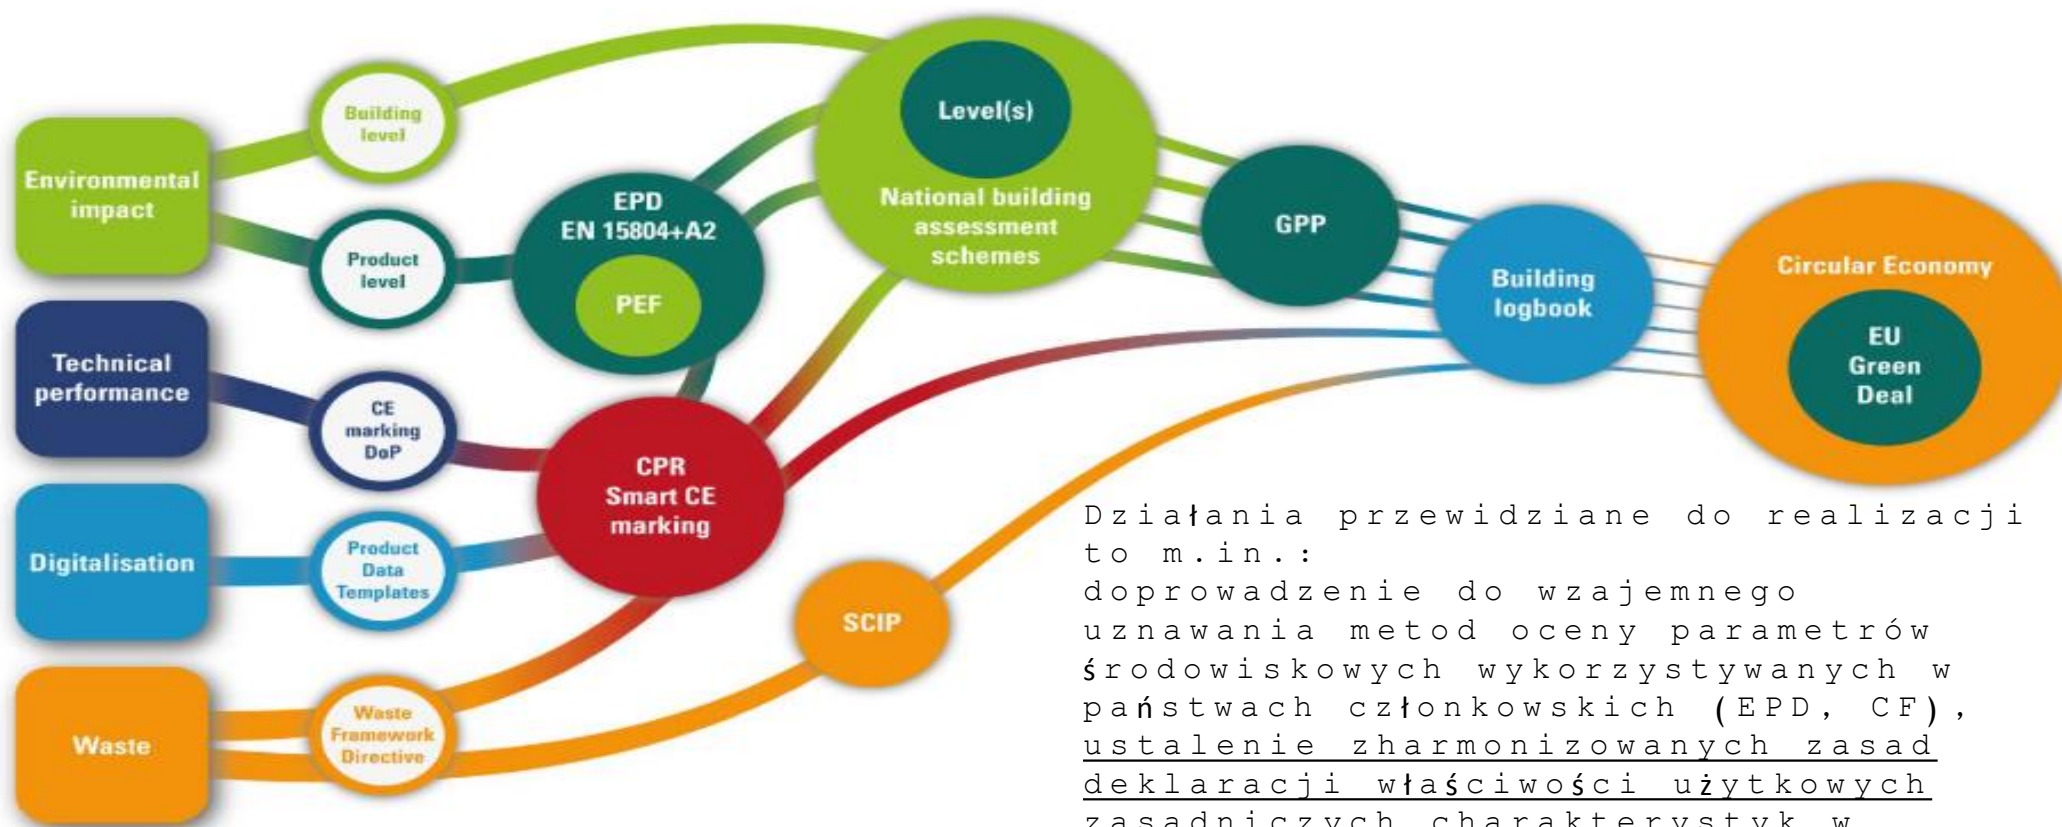 Environmental
impact
Technical
performance
Digitalisation
Waste
Building
level
Product
level
CE
marking
DoP
Product
Data
Templates
Waste
Framework
Directive
EPD
EN 15804+A2
PEF
CPR
Smart CE
marking
SCIP
Level(s)
National building
assessment
schemes
GPP
Building
logbook
Circular Economy
EU
Green
Deal
Działania przewidziane do realizacji
to m.in.:
doprowadzenie do wzajemnego
uznawania metod oceny parametrów
środowiskowych wykorzystywanych w
państwach członkowskich (EPD, CF),
ustalenie zharmonizowanych zasad
deklaracji właściwości użytkowych
zasadniczych charakterystyk w